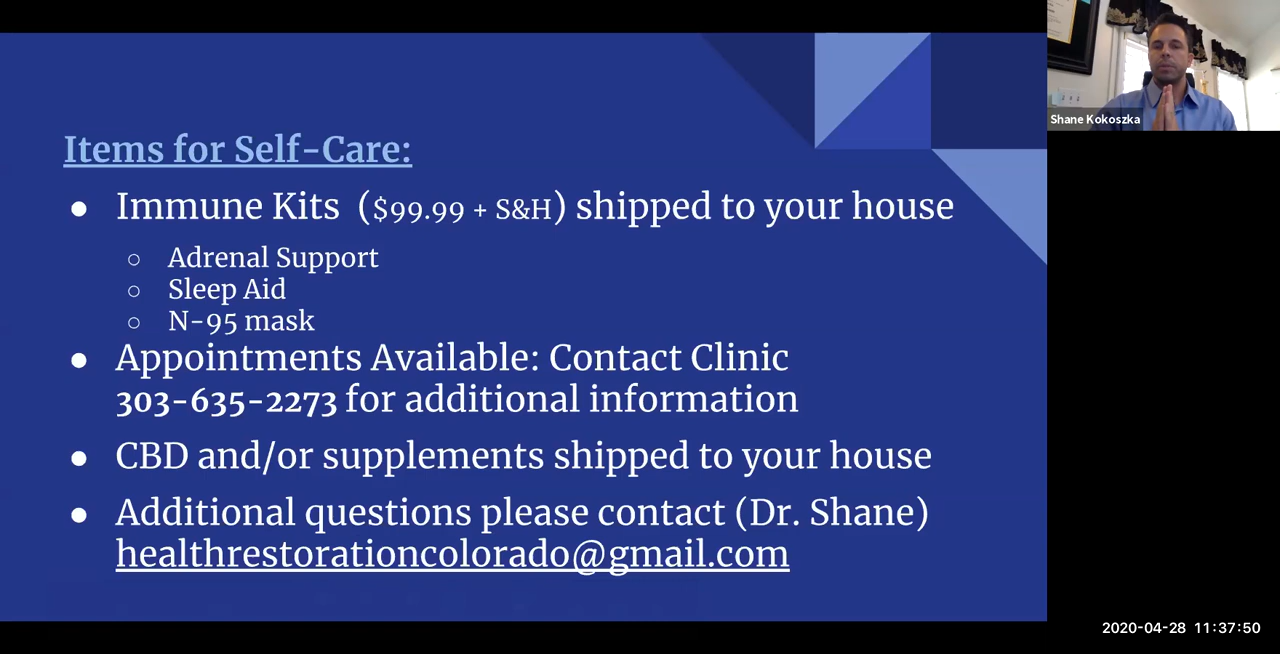 Shane Kokoszka
Items for Self-Care:
● Immune Kits ($99.99 + S&H) shipped to your house
○ Adrenal Support
○ Sleep Aid
○ N-95 mask
● Appointments Available: Contact Clinic
303-635-2273 for additional information
● CBD and/or supplements shipped to your house
● Additional questions please contact (Dr. Shane)
healthrestorationcolorado@gmail.com
2020-04-28 11:37:50